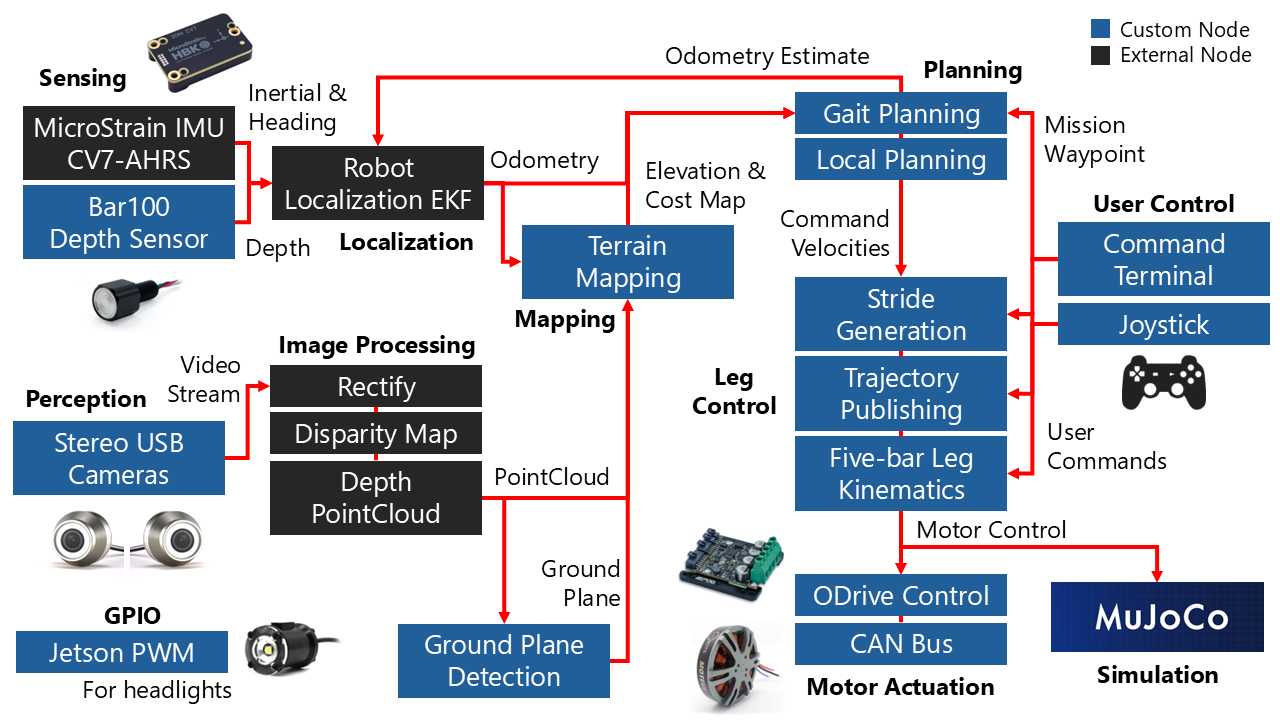 Custom Node
External Node
Sensing
MicroStrain
HBK
Inertial &
Heading
MicroStrain IMU
CV7-AHRS
Bar100
Depth Sensor
Depth
Robot
Localization EKF
Localization
Odometry Estimate
Odometry
Elevation &
Cost Map
Terrain
Mapping
Mapping
Planning
Gait Planning
Local Planning
Mission
Waypoint
Command
Velocities
User Control
Command
Terminal
Joystick
User
Commands
Leg
Control
Stride
Generation
Trajectory
Publishing
Five-bar Leg
Kinematics
Image Processing
Video
Stream
Rectify
Disparity Map
Depth
PointCloud
PointCloud
Perception
Stereo USB
Cameras
Ground
Plane
Ground Plane
Detection
GPIO
Jetson PWM
For headlights
Motor Control
ODrive Control
CAN Bus
Motor Actuation
MuJoCo
Simulation